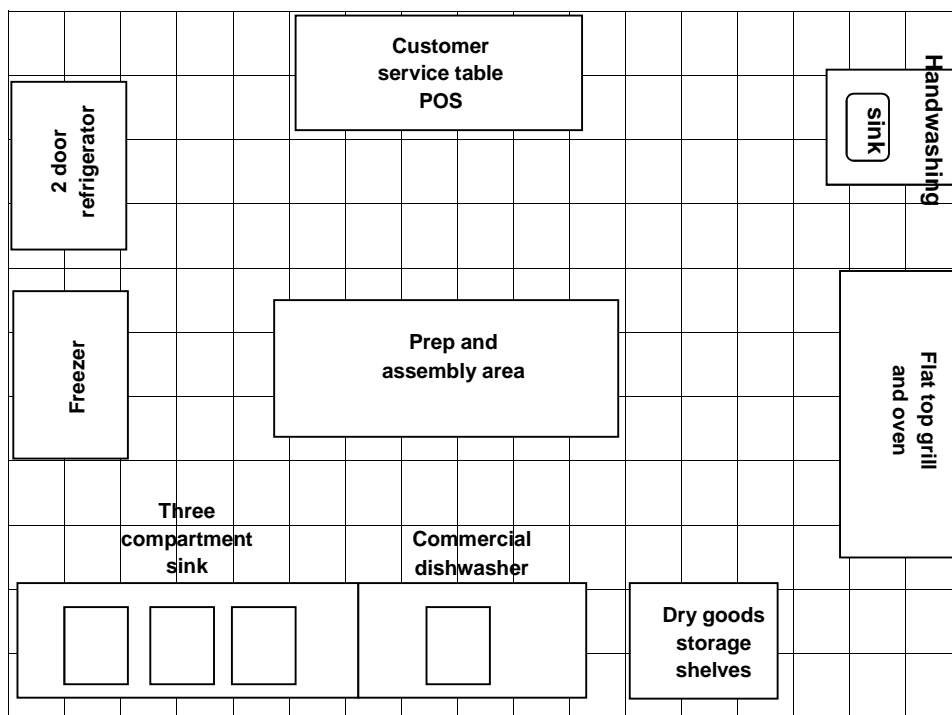 Customer
service table
POS
Handwashing
sink
2 door
refrigerator
Prep and
assembly area
Freezer
Flat top grill
and oven
Three
compartment
sink
Commercial
dishwasher
Dry goods
storage
shelves